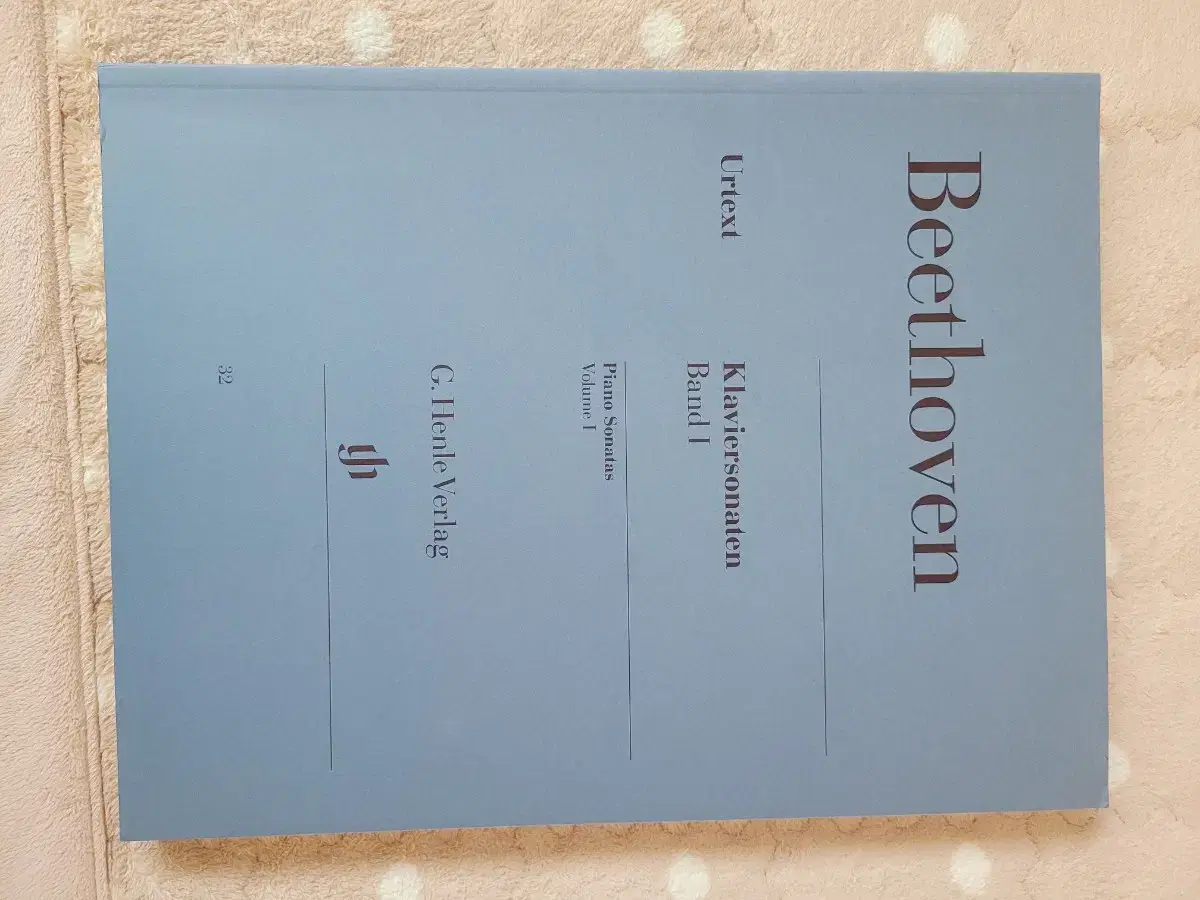 Beethoven
Urtext
Klaviersonaten
Band I
Piano Sonatas
Volume I
G. Henle Verlag
32